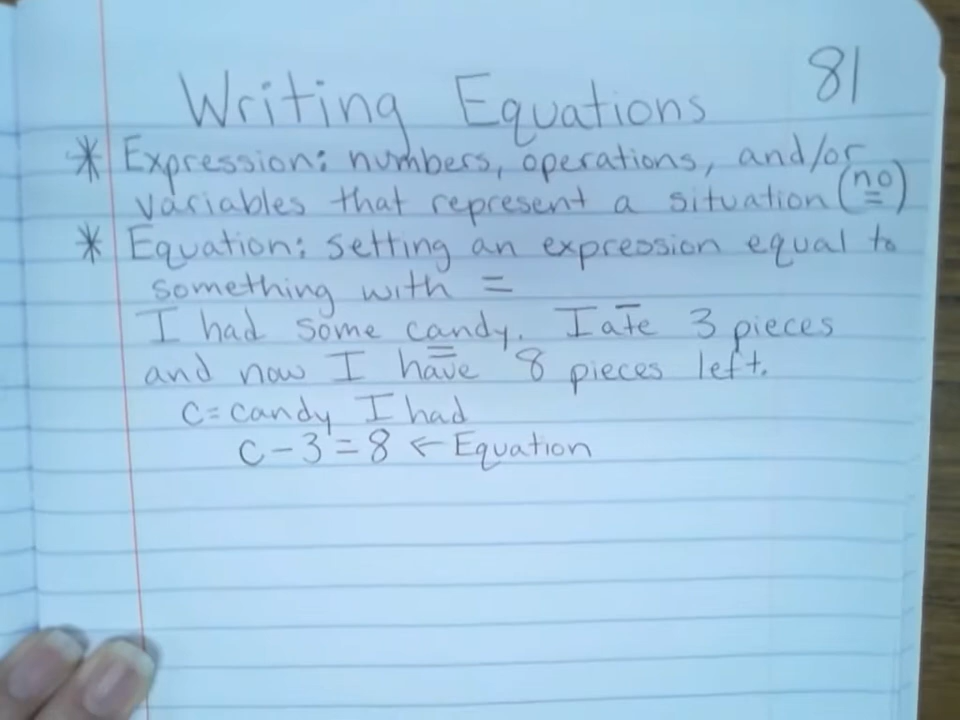 Writing Equations 81
* Expression: numbers, operations, and/or
variables that represent a situation (no =)
* Equation: setting an expression equal to
something with =
I had some candy. I ate 3 pieces
and now I have 8 pieces left.
c = candy I had
c - 3 = 8 ← Equation